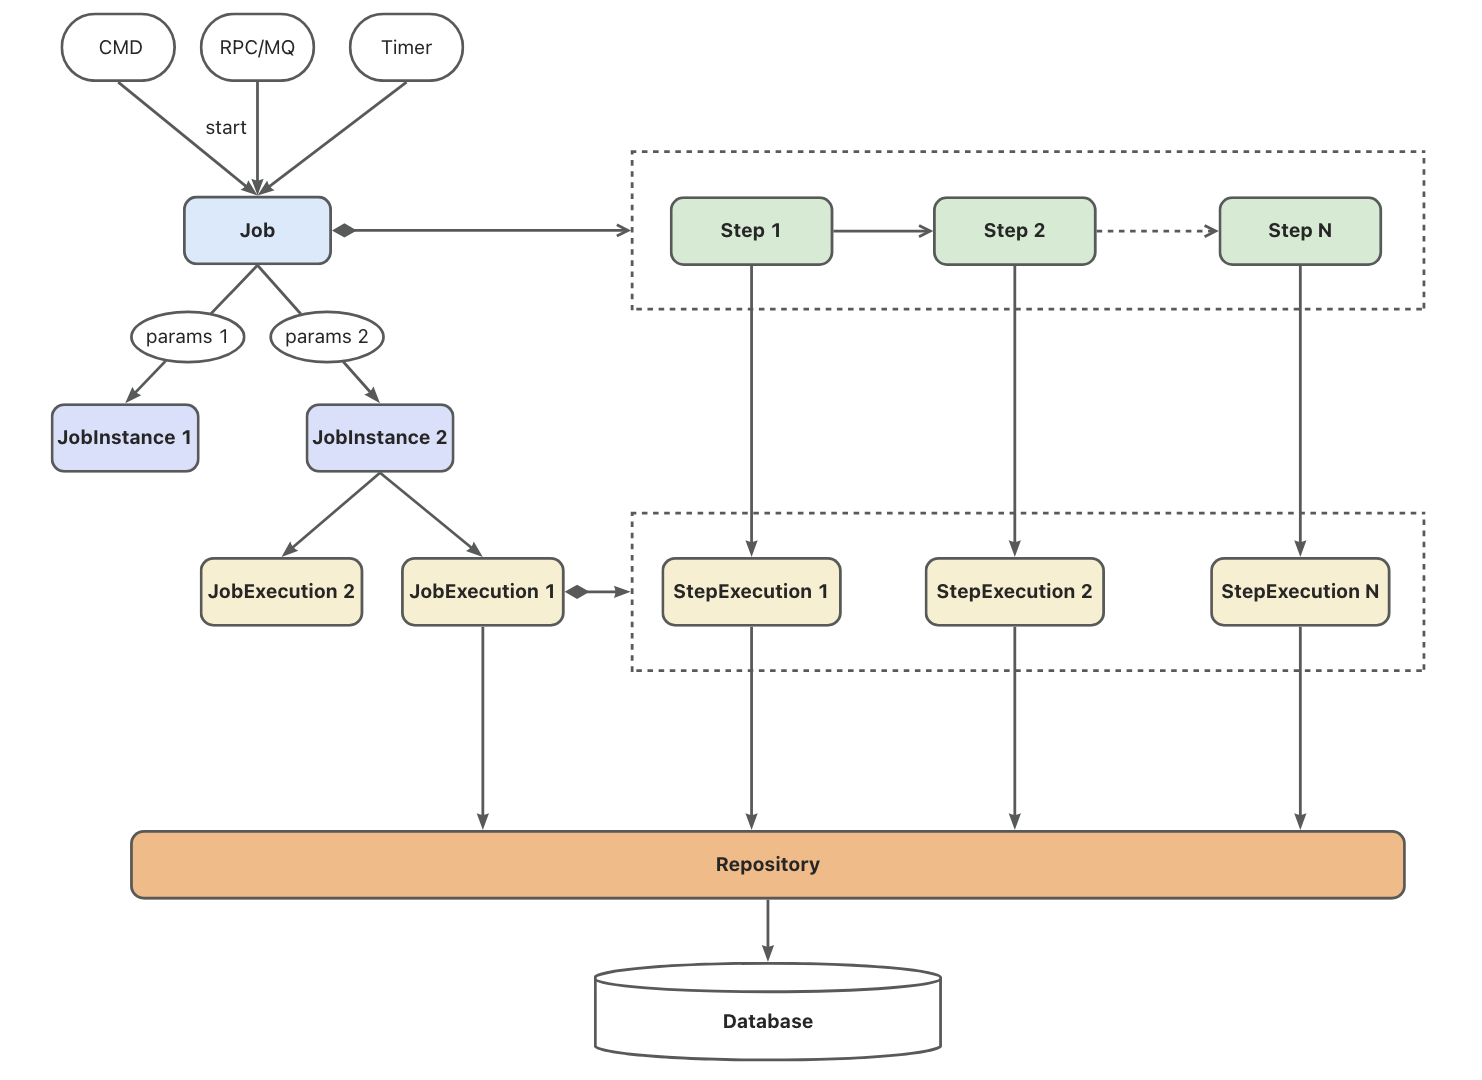 CMD
RPC/MQ
Timer
start
Job
Step 1
Step 2
Step N
params 1
params 2
JobInstance 1
JobInstance 2
JobExecution 2
JobExecution 1
StepExecution 1
StepExecution 2
StepExecution N
Repository
Database